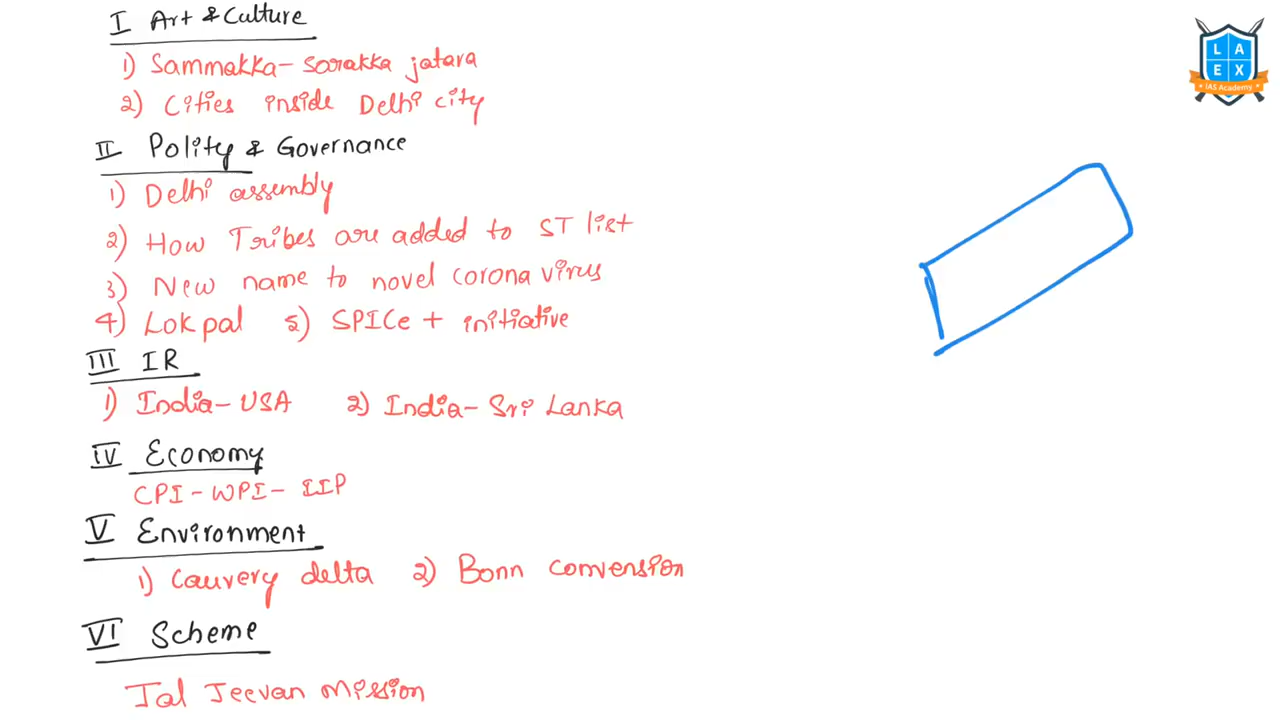 I Art & Culture
1) Sammakka - Sarakka jatara
2) Cities inside Delhi city
II Polity & Governance
1) Delhi assembly
2) How Tribes are added to ST list
3) New name to novel corona virus
4) Lok pal 5) SPICe + initiative
III IR
1) India - USA 2) India - Sri Lanka
IV Economy
CPI - WPI - IIP
V Environment
1) Cauvery delta 2) Bonn convension
VI Scheme
Jal Jeevan Mission
L A
E X
IAS Academy